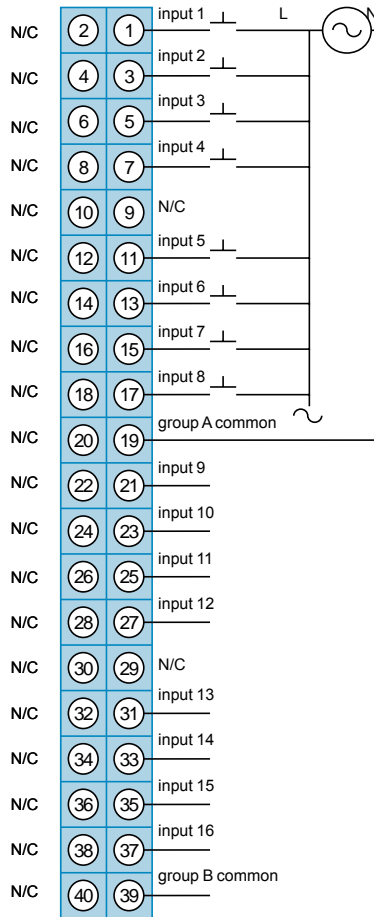 input 1 L N
N/C 2 1
input 2
N/C 4 3
input 3
N/C 6 5
input 4
N/C 8 7
N/C 10 9 N/C
input 5
N/C 12 11
input 6
N/C 14 13
input 7
N/C 16 15
input 8
N/C 18 17
group A common
N/C 20 19
input 9
N/C 22 21
input 10
N/C 24 23
input 11
N/C 26 25
input 12
N/C 28 27
N/C 30 29 N/C
input 13
N/C 32 31
input 14
N/C 34 33
input 15
N/C 36 35
input 16
N/C 38 37
group B common
N/C 40 39